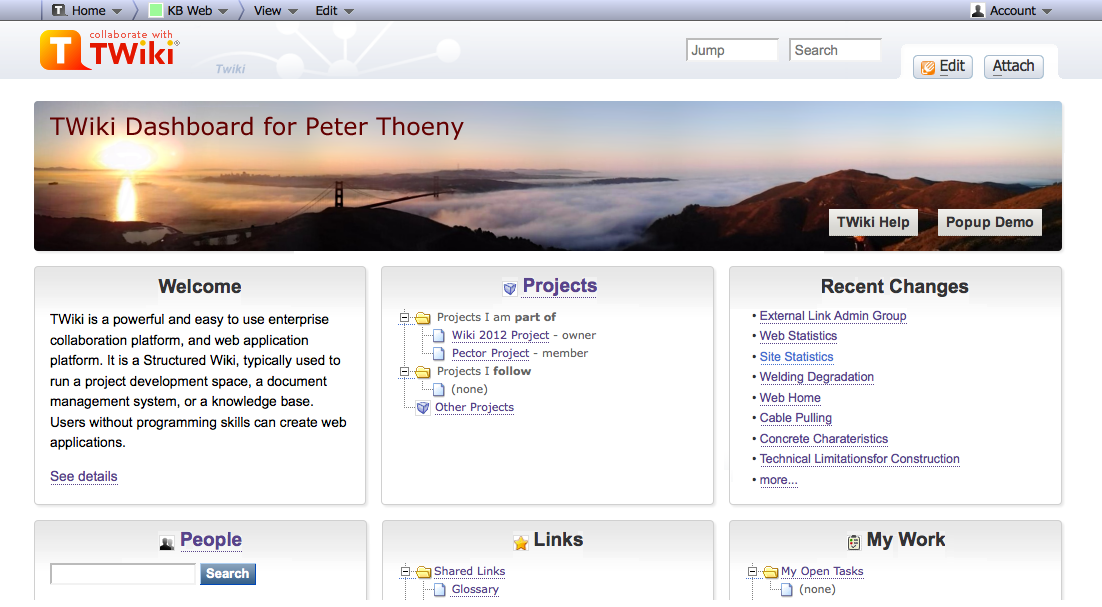 Home KB Web View Edit Account
collaborate with
TWiki®
Twiki
Jump Search
Edit Attach
TWiki Dashboard for Peter Thoeny
TWiki Help Popup Demo
Welcome
TWiki is a powerful and easy to use enterprise
collaboration platform, and web application
platform. It is a Structured Wiki, typically used to
run a project development space, a document
management system, or a knowledge base.
Users without programming skills can create web
applications.
See details
Projects
Projects I am part of
Wiki 2012 Project - owner
Pector Project - member
Projects I follow
(none)
Other Projects
Recent Changes
• External Link Admin Group
• Web Statistics
• Site Statistics
• Welding Degradation
• Web Home
• Cable Pulling
• Concrete Charateristics
• Technical Limitationsfor Construction
• more...
People
Search
Links
Shared Links
Glossary
My Work
My Open Tasks
(none)